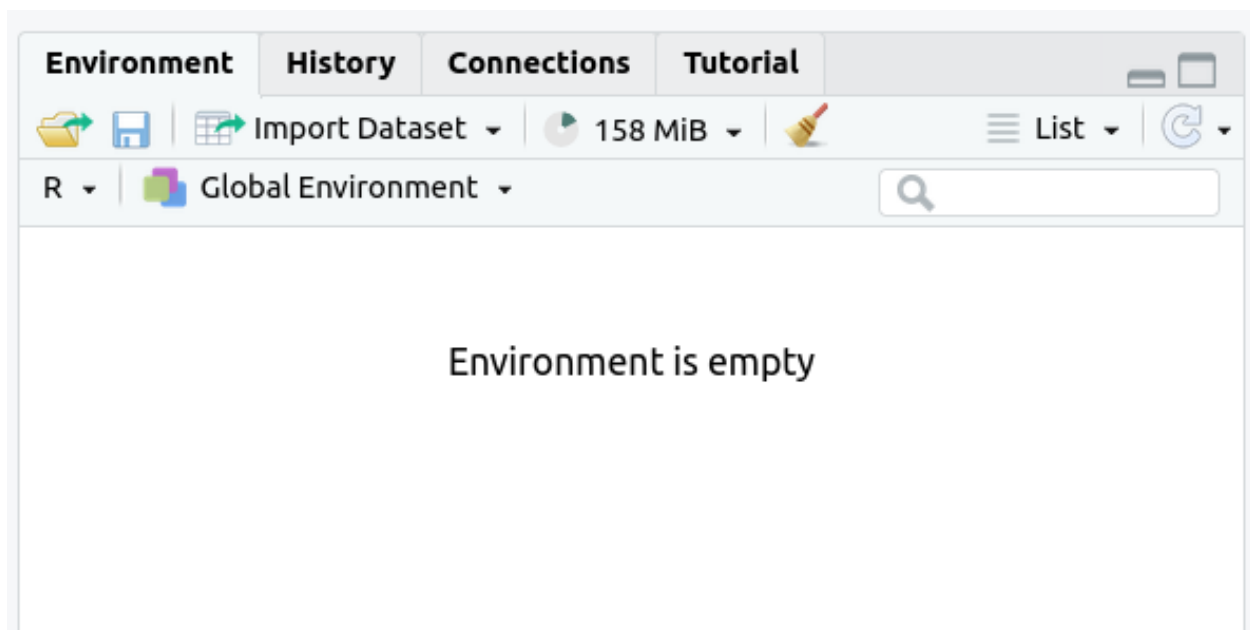 Environment History Connections Tutorial
Import Dataset 158 MiB List
R Global Environment
Environment is empty